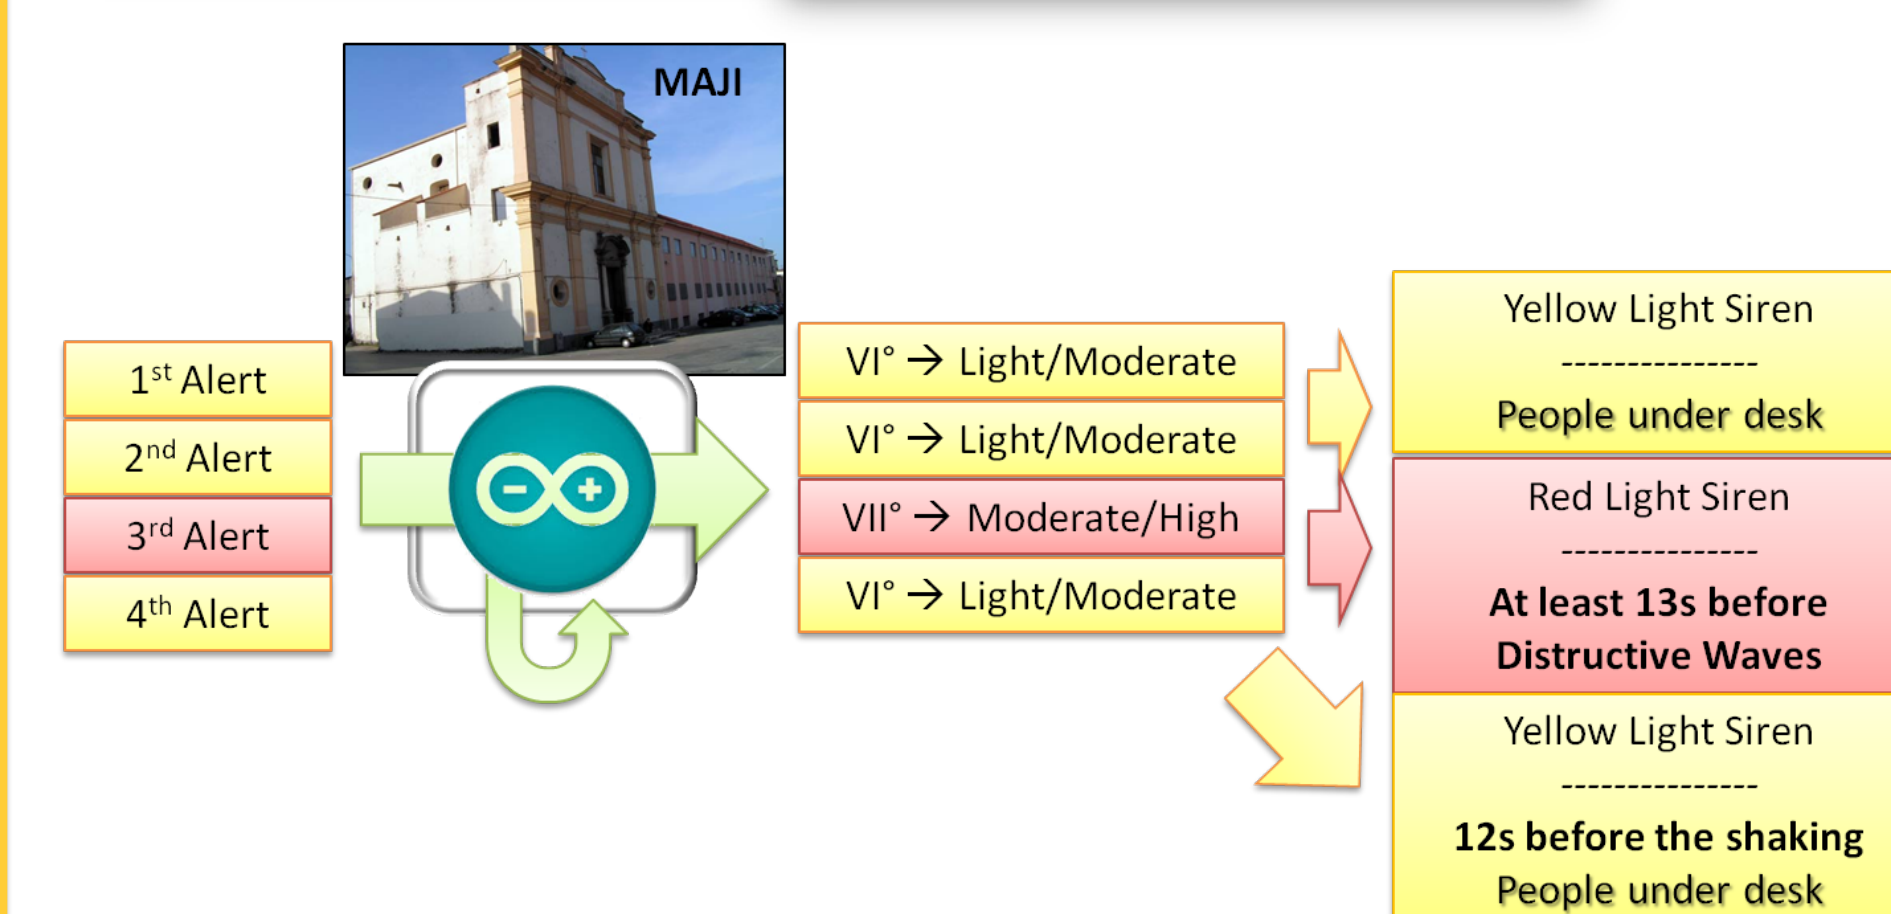 MAJI
1st Alert
2nd Alert
3rd Alert
4th Alert
VI° → Light/Moderate
VI° → Light/Moderate
VII° → Moderate/High
VI° → Light/Moderate
Yellow Light Siren
---------------
People under desk
Red Light Siren
---------------
At least 13s before
Distructive Waves
Yellow Light Siren
---------------
12s before the shaking
People under desk